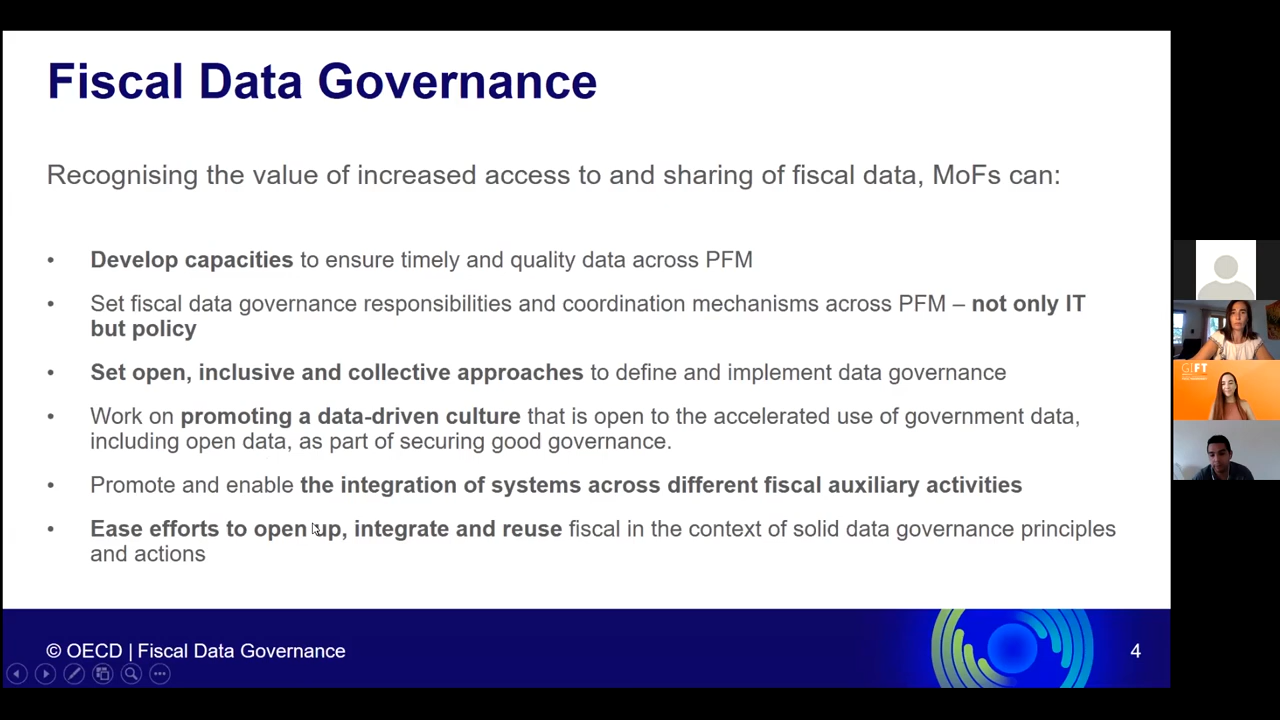 Fiscal Data Governance
Recognising the value of increased access to and sharing of fiscal data, MoFs can:
• Develop capacities to ensure timely and quality data across PFM
• Set fiscal data governance responsibilities and coordination mechanisms across PFM – not only IT
but policy
• Set open, inclusive and collective approaches to define and implement data governance
• Work on promoting a data-driven culture that is open to the accelerated use of government data,
including open data, as part of securing good governance.
• Promote and enable the integration of systems across different fiscal auxiliary activities
• Ease efforts to open up, integrate and reuse fiscal in the context of solid data governance principles
and actions
© OECD | Fiscal Data Governance
4
GIFT